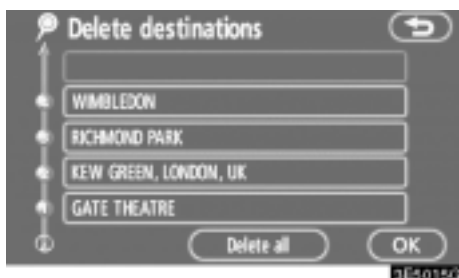 Delete destinations
WIMBLEDON
RICHMOND PARK
KEW GREEN, LONDON, UK
GATE THEATRE
Delete all
OK